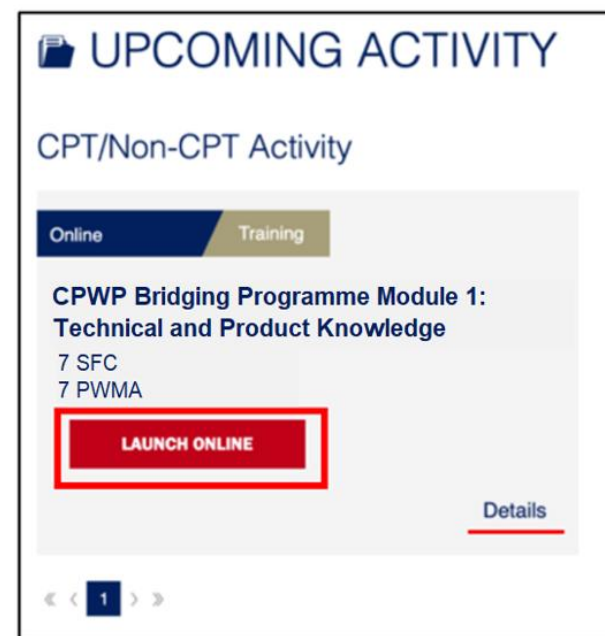 UPCOMING ACTIVITY
CPT/Non-CPT Activity
Online Training
CPWP Bridging Programme Module 1:
Technical and Product Knowledge
7 SFC
7 PWMA
LAUNCH ONLINE
Details
« ‹ 1 › »